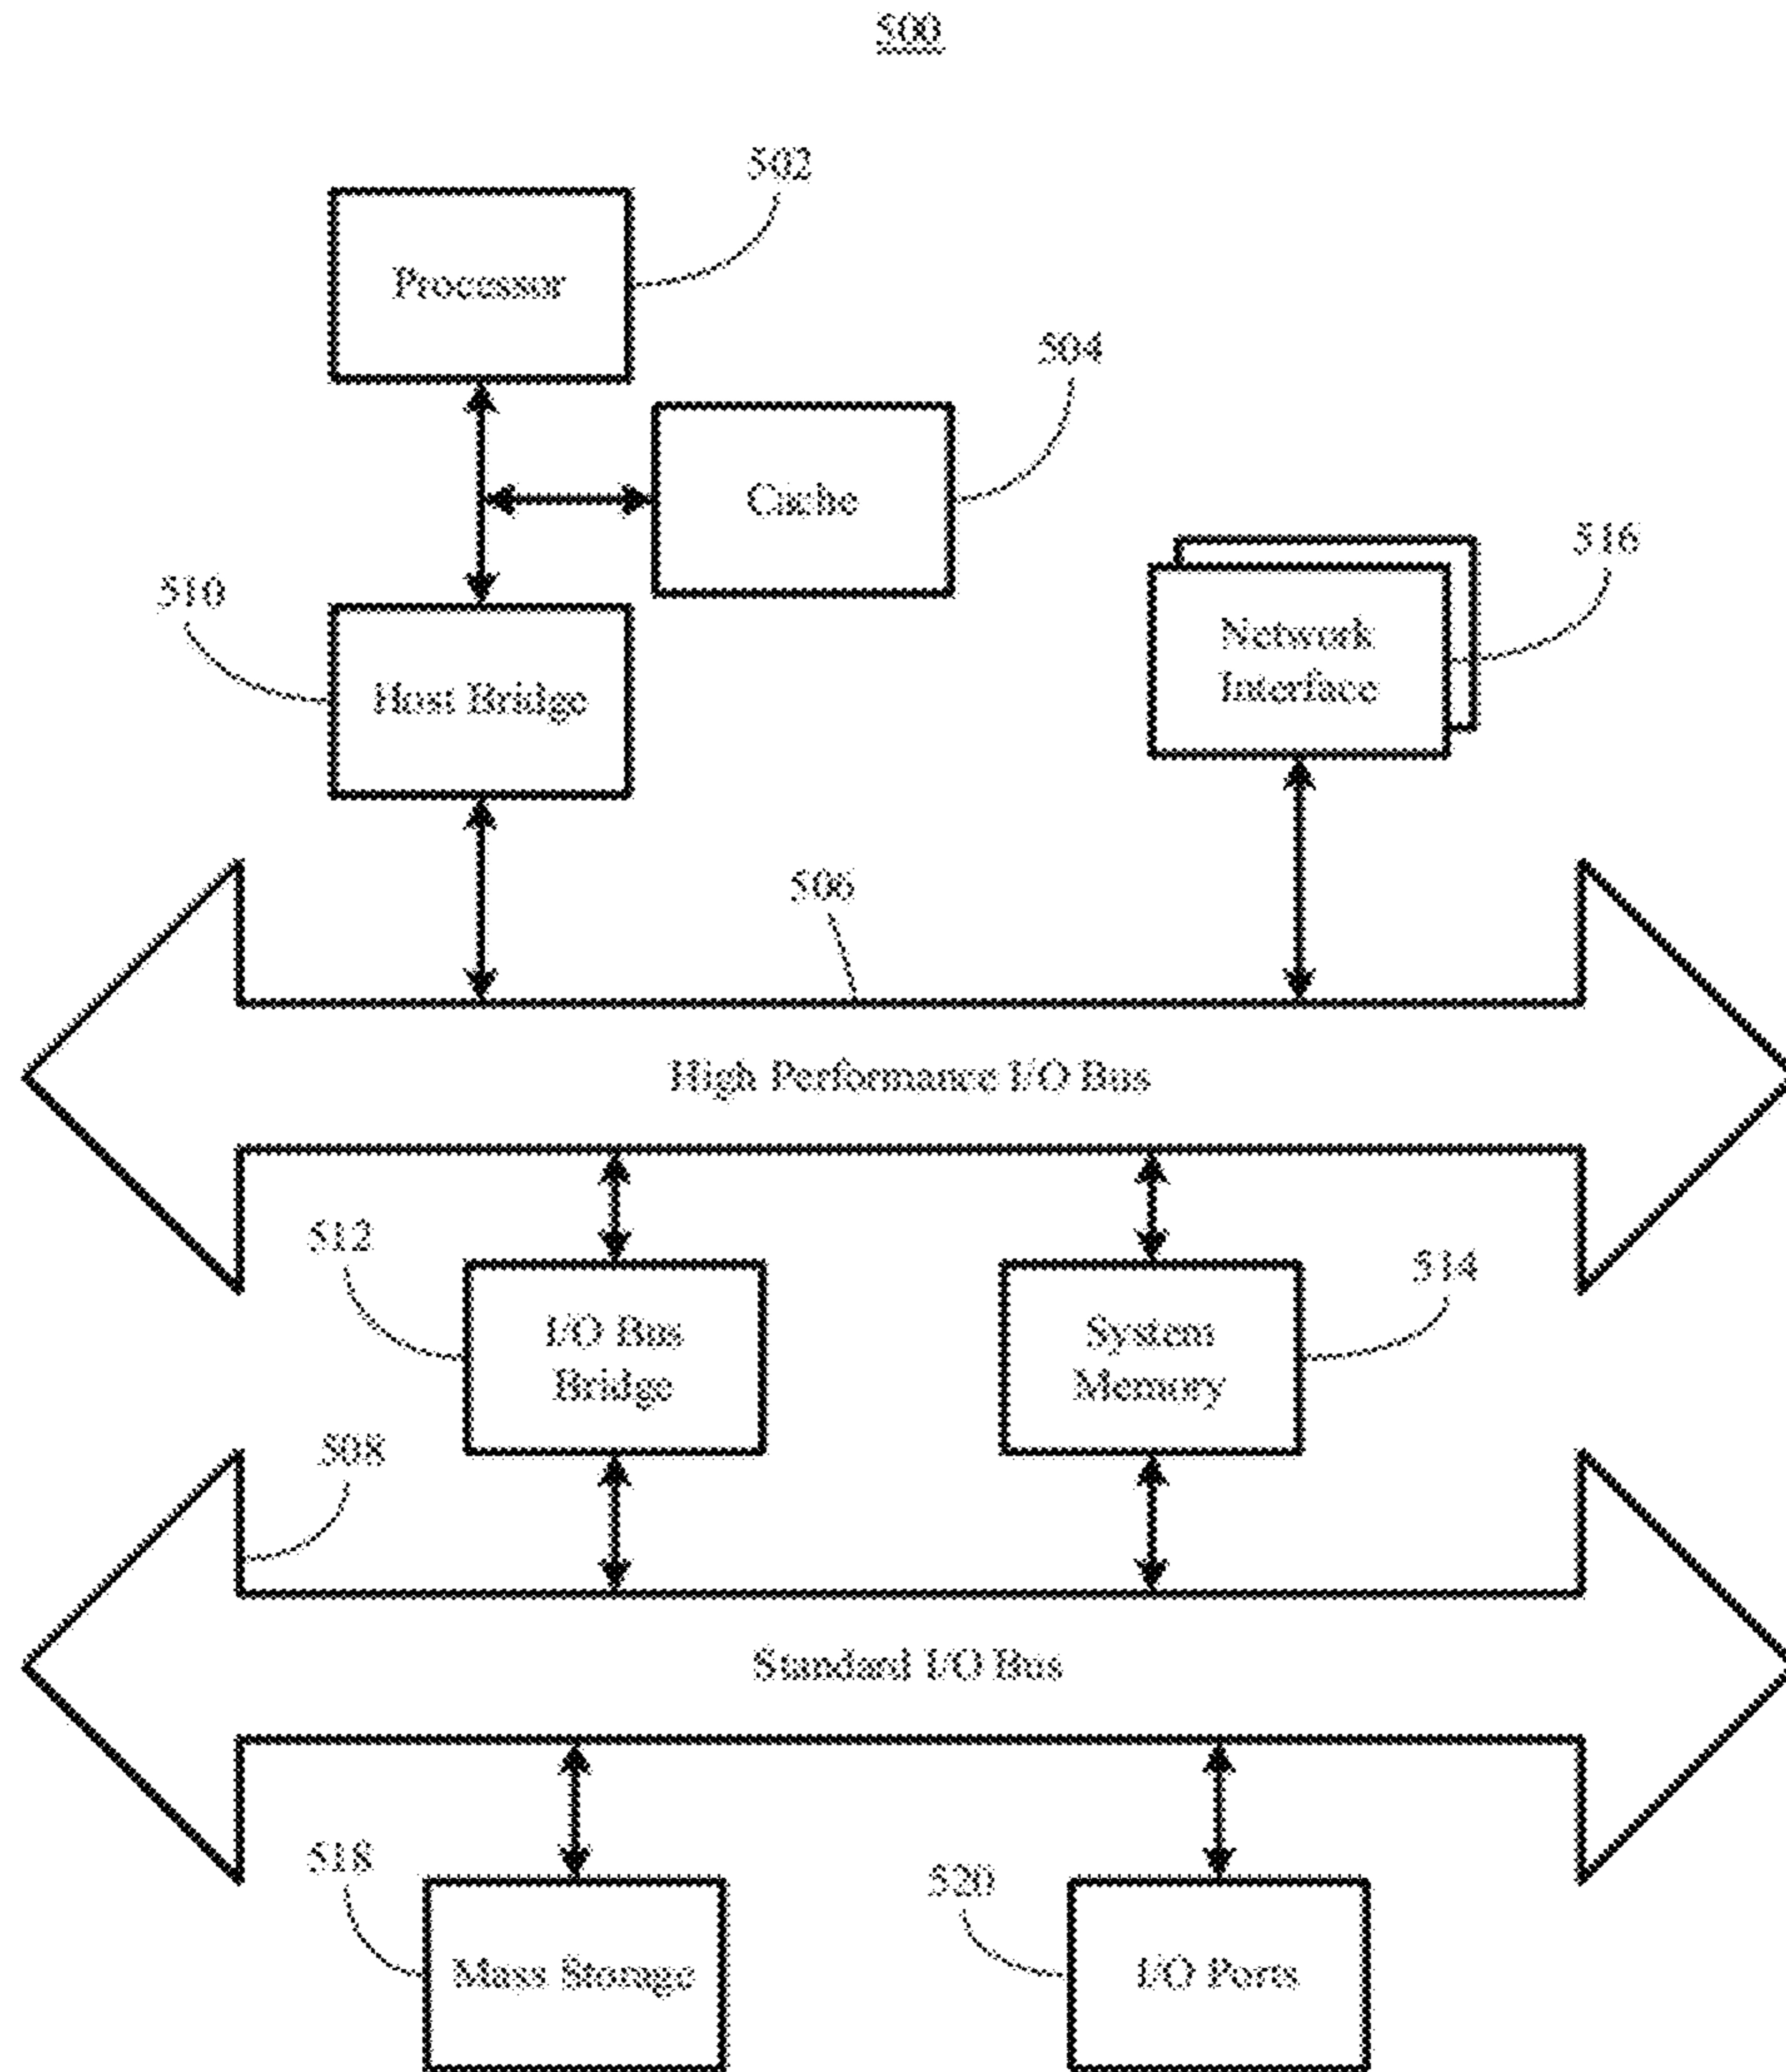 500
502
Processor
504
Cache
516
510
Network
Interface
Host Bridge
506
High Performance I/O Bus
512
514
I/O Bus
Bridge
System
Memory
508
Standard I/O Bus
518
520
Mass Storage
I/O Ports